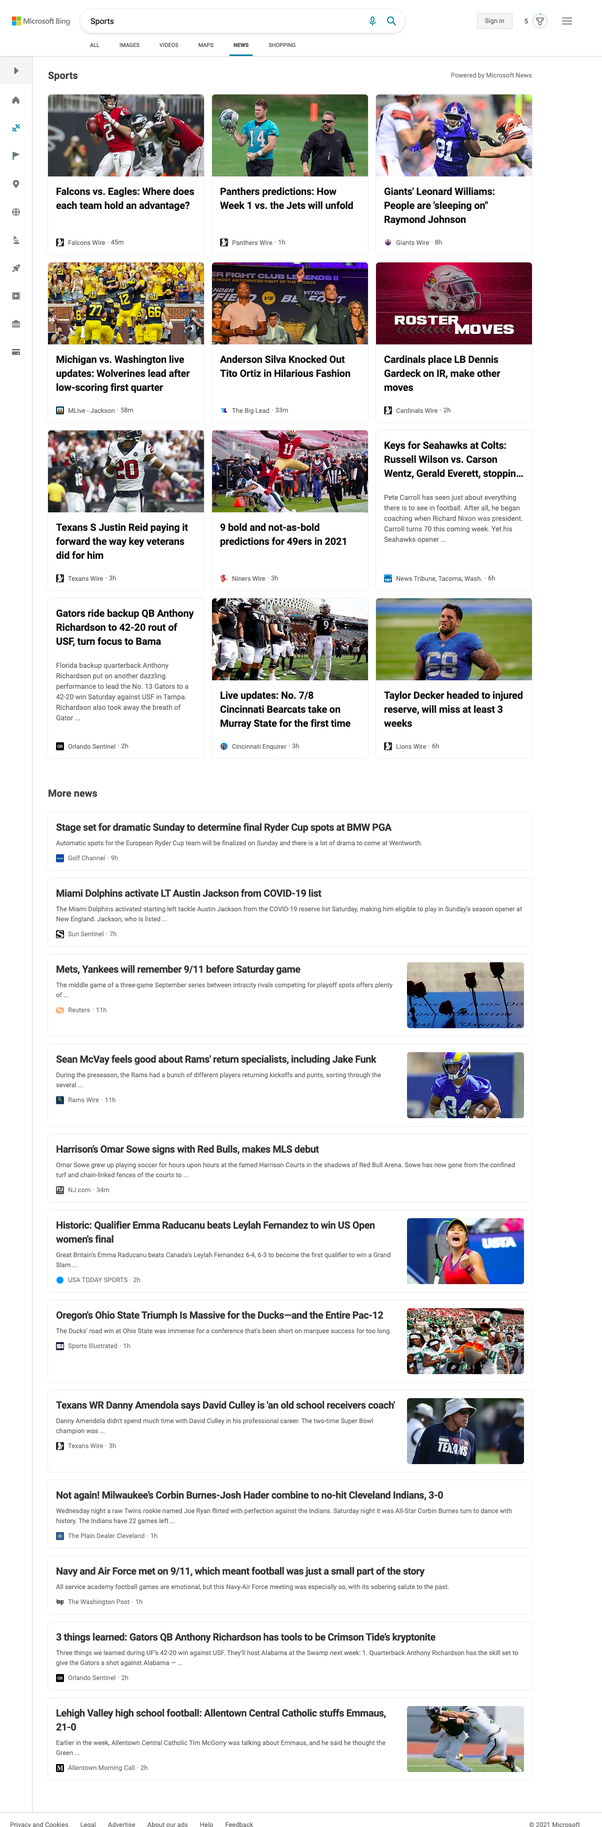 Microsoft Bing
Sports
Sign in
5
ALL IMAGES VIDEOS MAPS NEWS SHOPPING
Sports
Powered by Microsoft News
Falcons vs. Eagles: Where does
each team hold an advantage?
Falcons Wire · 45m
Panthers predictions: How
Week 1 vs. the Jets will unfold
Panthers Wire · 1h
Giants' Leonard Williams:
People are 'sleeping on'
Raymond Johnson
Giants Wire · 8h
Michigan vs. Washington live
updates: Wolverines lead after
low-scoring first quarter
MLive - Jackson · 58m
Anderson Silva Knocked Out
Tito Ortiz in Hilarious Fashion
The Big Lead · 33m
ROSTER
MOVES
Cardinals place LB Dennis
Gardeck on IR, make other
moves
Cardinals Wire · 2h
Texans S Justin Reid paying it
forward the way key veterans
did for him
Texans Wire · 3h
9 bold and not-as-bold
predictions for 49ers in 2021
Niners Wire · 3h
Keys for Seahawks at Colts:
Russell Wilson vs. Carson
Wentz, Gerald Everett, stoppin...
Pete Carroll has seen just about everything
there is to see in football. After all, he began
coaching when Richard Nixon was president.
Carroll turns 70 this coming week. Yet his
Seahawks opener ...
News Tribune, Tacoma, Wash. · 6h
Gators ride backup QB Anthony
Richardson to 42-20 rout of
USF, turn focus to Bama
Florida backup quarterback Anthony
Richardson put on another dazzling
performance to lead the No. 13 Gators to a
42-20 win Saturday against USF in Tampa.
Richardson also took away the breath of
Gator ...
Orlando Sentinel · 2h
Live updates: No. 7/8
Cincinnati Bearcats take on
Murray State for the first time
Cincinnati Enquirer · 3h
Taylor Decker headed to injured
reserve, will miss at least 3
weeks
Lions Wire · 6h
More news
Stage set for dramatic Sunday to determine final Ryder Cup spots at BMW PGA
Automatic spots for the European Ryder Cup team will be finalized on Sunday and there is a lot of drama to come at Wentworth.
Golf Channel · 9h
Miami Dolphins activate LT Austin Jackson from COVID-19 list
The Miami Dolphins activated starting left tackle Austin Jackson from the COVID-19 reserve list Saturday, making him eligible to play in Sunday's season opener at
New England. Jackson, who is listed ...
Sun Sentinel · 7h
Mets, Yankees will remember 9/11 before Saturday game
The middle game of a three-game September series between intracity rivals competing for playoff spots offers plenty
of ...
Reuters · 11h
Sean McVay feels good about Rams' return specialists, including Jake Funk
During the preseason, the Rams had a bunch of different players returning kickoffs and punts, sorting through the
several ...
Rams Wire · 11h
Harrison's Omar Sowe signs with Red Bulls, makes MLS debut
Omar Sowe grew up playing soccer for hours upon hours at the famed Harrison Courts in the shadows of Red Bull Arena. Sowe has now gone from the confined
turf and chain-linked fences of the courts to ...
NJ.com · 34m
Historic: Qualifier Emma Raducanu beats Leylah Fernandez to win US Open
women's final
Great Britain's Emma Raducanu beats Canada's Leylah Fernandez 6-4, 6-3 to become the first qualifier to win a Grand
Slam ...
USA TODAY SPORTS · 2h
USTA
Oregon's Ohio State Triumph Is Massive for the Ducks—and the Entire Pac-12
The Ducks' road win at Ohio State was immense for a conference that's been short on marquee success for too long.
Sports Illustrated · 1h
Texans WR Danny Amendola says David Culley is 'an old school receivers coach'
Danny Amendola didn't spend much time with David Culley in his professional career. The two-time Super Bowl
champion was ...
Texans Wire · 3h
Not again! Milwaukee's Corbin Burnes-Josh Hader combine to no-hit Cleveland Indians, 3-0
Wednesday night a raw Twins rookie named Joe Ryan flirted with perfection against the Indians. Saturday night it was All-Star Corbin Burnes turn to dance with
history. The Indians have 22 games left ...
The Plain Dealer Cleveland · 1h
Navy and Air Force met on 9/11, which meant football was just a small part of the story
All service academy football games are emotional, but this Navy-Air Force meeting was especially so, with its sobering salute to the past.
The Washington Post · 1h
3 things learned: Gators QB Anthony Richardson has tools to be Crimson Tide's kryptonite
Three things we learned during UF's 42-20 win against USF. They'll host Alabama at the Swamp next week: 1. Quarterback Anthony Richardson has the skill set to
give the Gators a shot against Alabama — ...
Orlando Sentinel · 2h
Lehigh Valley high school football: Allentown Central Catholic stuffs Emmaus,
21-0
Earlier in the week, Allentown Central Catholic Tim McGorry was talking about Emmaus, and he said he thought the
Green ...
Allentown Morning Call · 2h
Privacy and Cookies Legal Advertise About our ads Help Feedback
© 2021 Microsoft